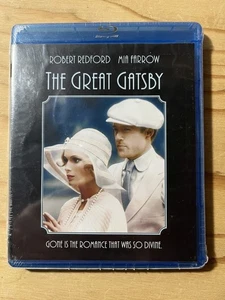 ROBERT REDFORD MIA FARROW
THE GREAT GATSBY
GONE IS THE ROMANCE THAT WAS SO DIVINE.